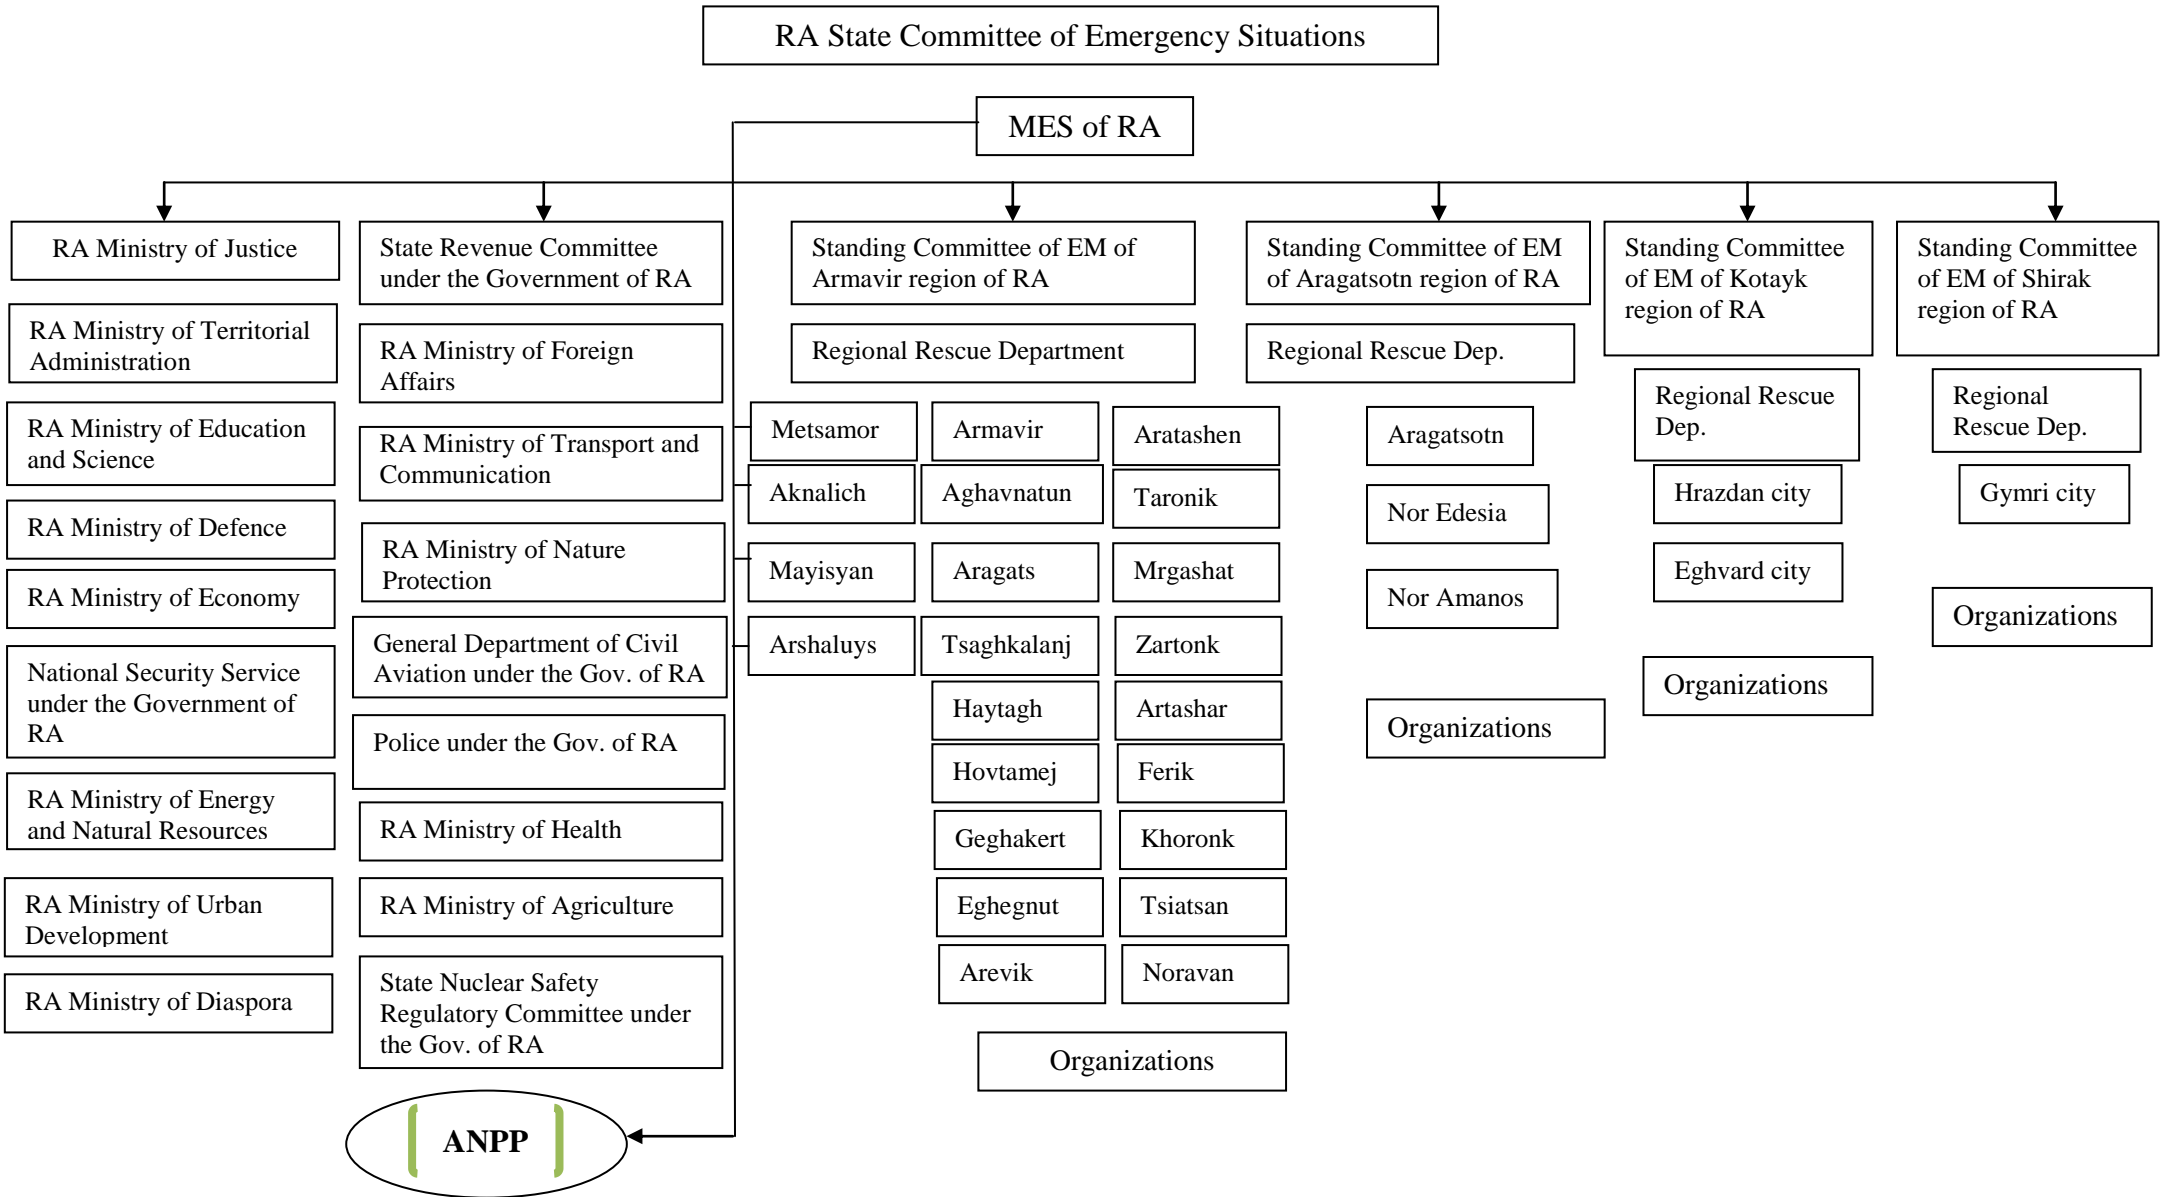 RA State Committee of Emergency Situations
MES of RA
RA Ministry of Justice
RA Ministry of Territorial
Administration
RA Ministry of Education
and Science
RA Ministry of Defence
RA Ministry of Economy
National Security Service
under the Government of
RA
RA Ministry of Energy
and Natural Resources
RA Ministry of Urban
Development
RA Ministry of Diaspora
State Revenue Committee
under the Government of RA
RA Ministry of Foreign
Affairs
RA Ministry of Transport and
Communication
RA Ministry of Nature
Protection
General Department of Civil
Aviation under the Gov. of RA
Police under the Gov. of RA
RA Ministry of Health
RA Ministry of Agriculture
State Nuclear Safety
Regulatory Committee under
the Gov. of RA
ANPP
Standing Committee of EM of
Armavir region of RA
Regional Rescue Department
Metsamor
Aknalich
Mayisyan
Arshaluys
Armavir
Aghavnatun
Aragats
Tsaghkalanj
Haytagh
Hovtamej
Geghakert
Eghegnut
Arevik
Aratashen
Taronik
Mrgashat
Zartonk
Artashar
Ferik
Khoronk
Tsiatsan
Noravan
Organizations
Standing Committee of EM
of Aragatsotn region of RA
Regional Rescue Dep.
Aragatsotn
Nor Edesia
Nor Amanos
Organizations
Standing Committee
of EM of Kotayk
region of RA
Regional Rescue
Dep.
Hrazdan city
Eghvard city
Organizations
Standing Committee
of EM of Shirak
region of RA
Regional
Rescue Dep.
Gymri city
Organizations